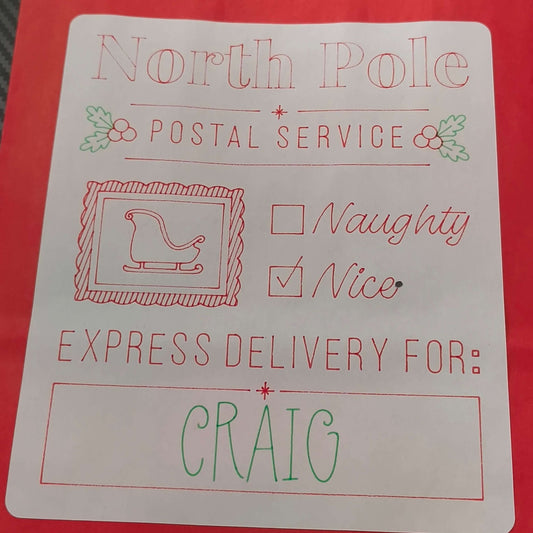 North Pole
POSTAL SERVICE
Naughty
Nice
EXPRESS DELIVERY FOR:
CRAIG